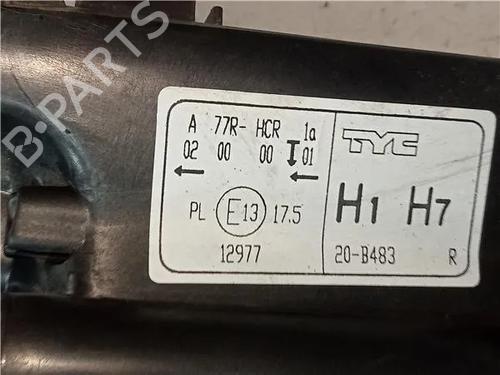 A 77R- HCR 1a
02 00 00 01
PL E13 17.5
12977
TYC
H1 H7
20-B483 R
B-Parts